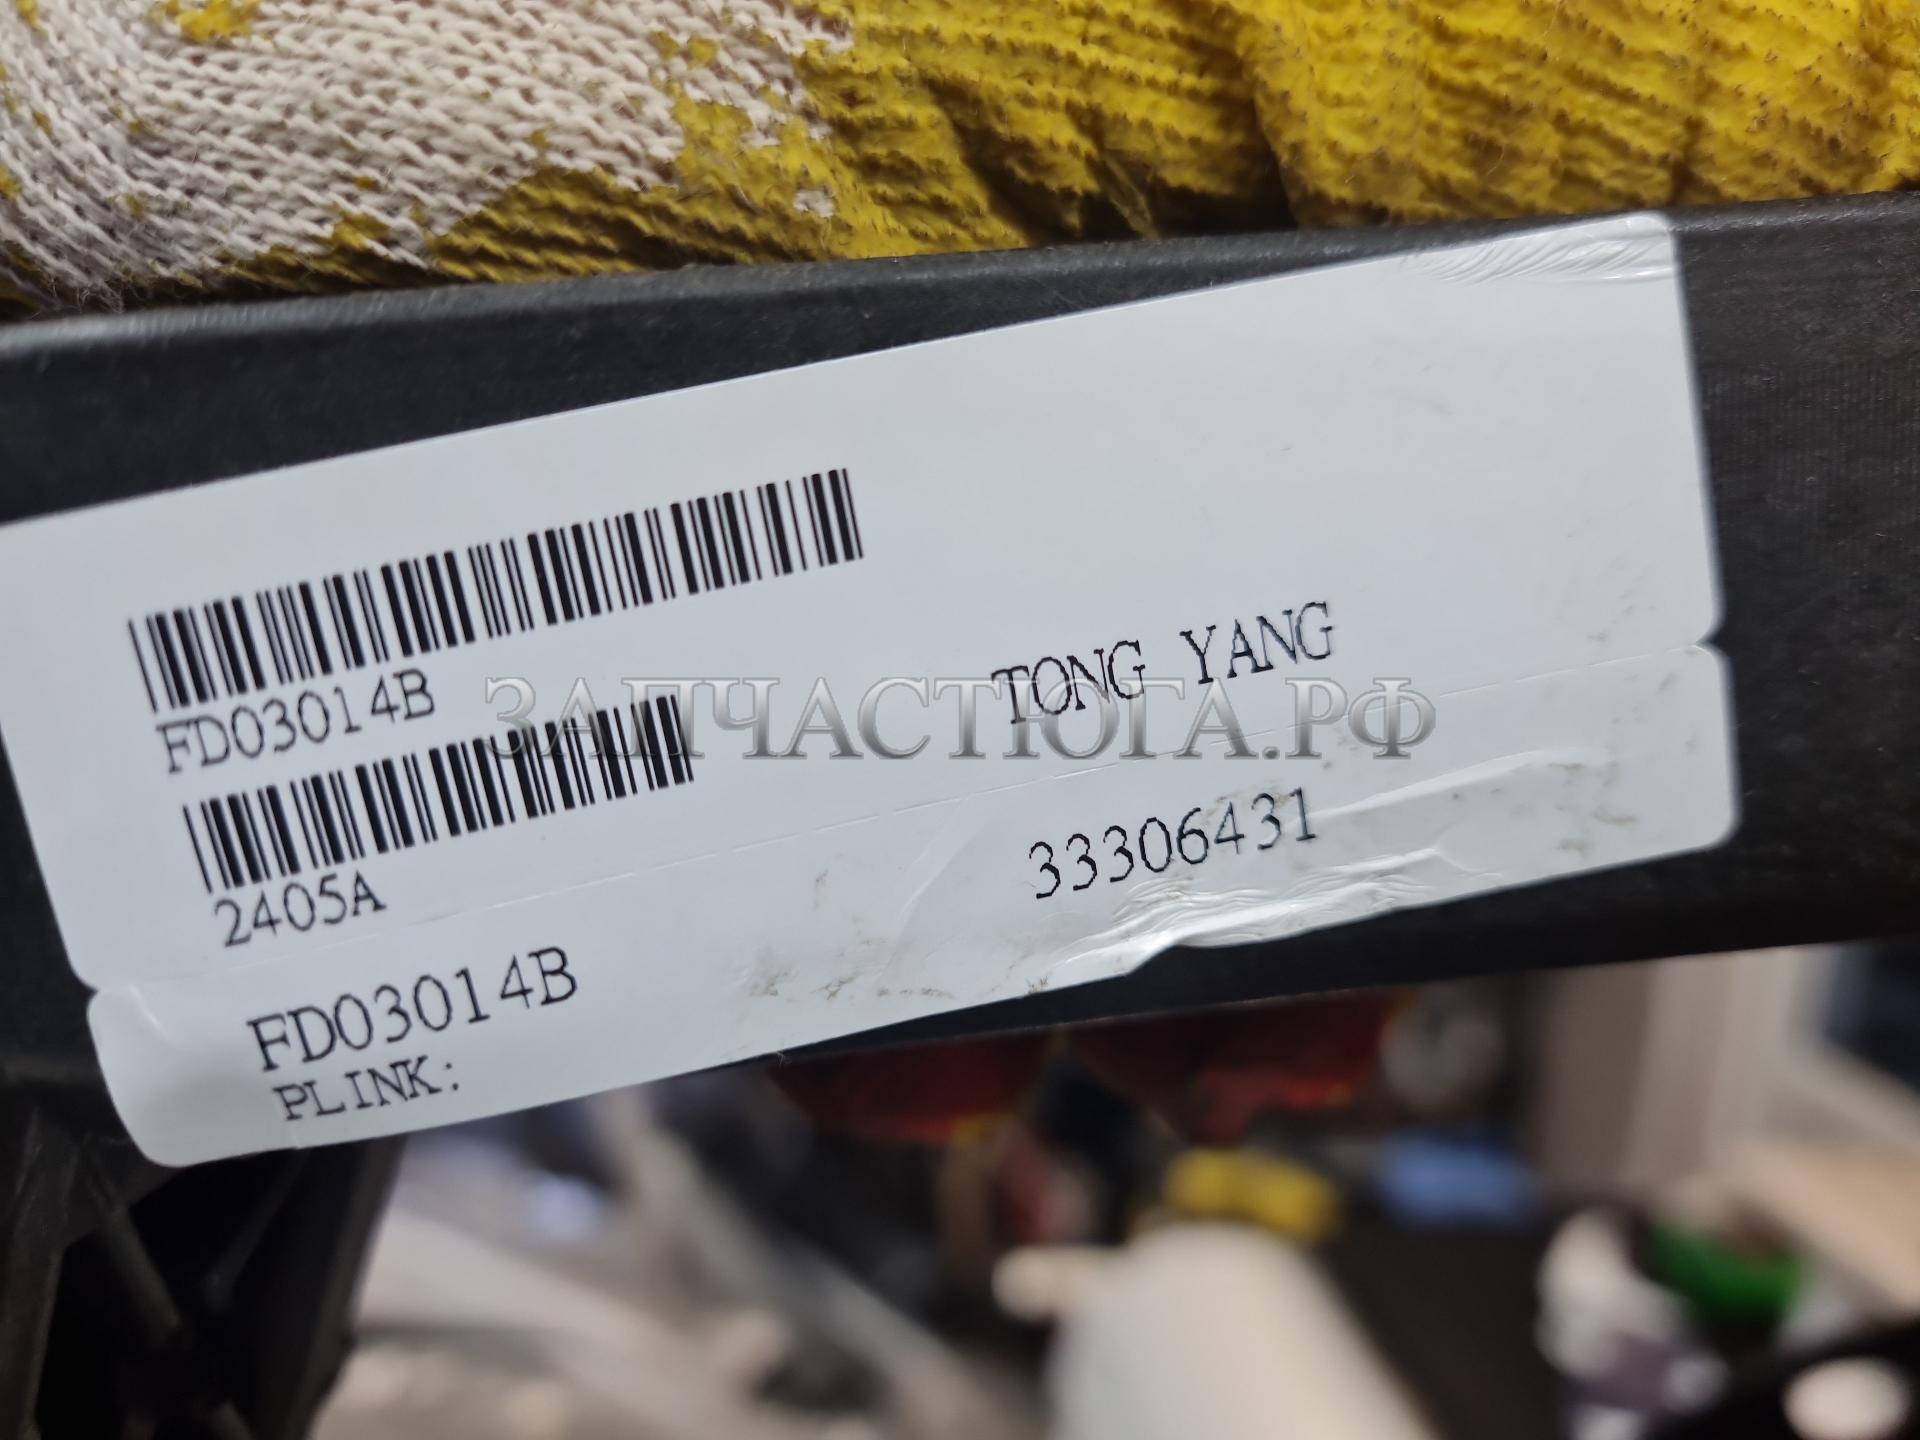 FD03014B
TONG YANG
ЗАПЧАСТЮГА.РФ
2405A
33306431
FD03014B
PLINK: